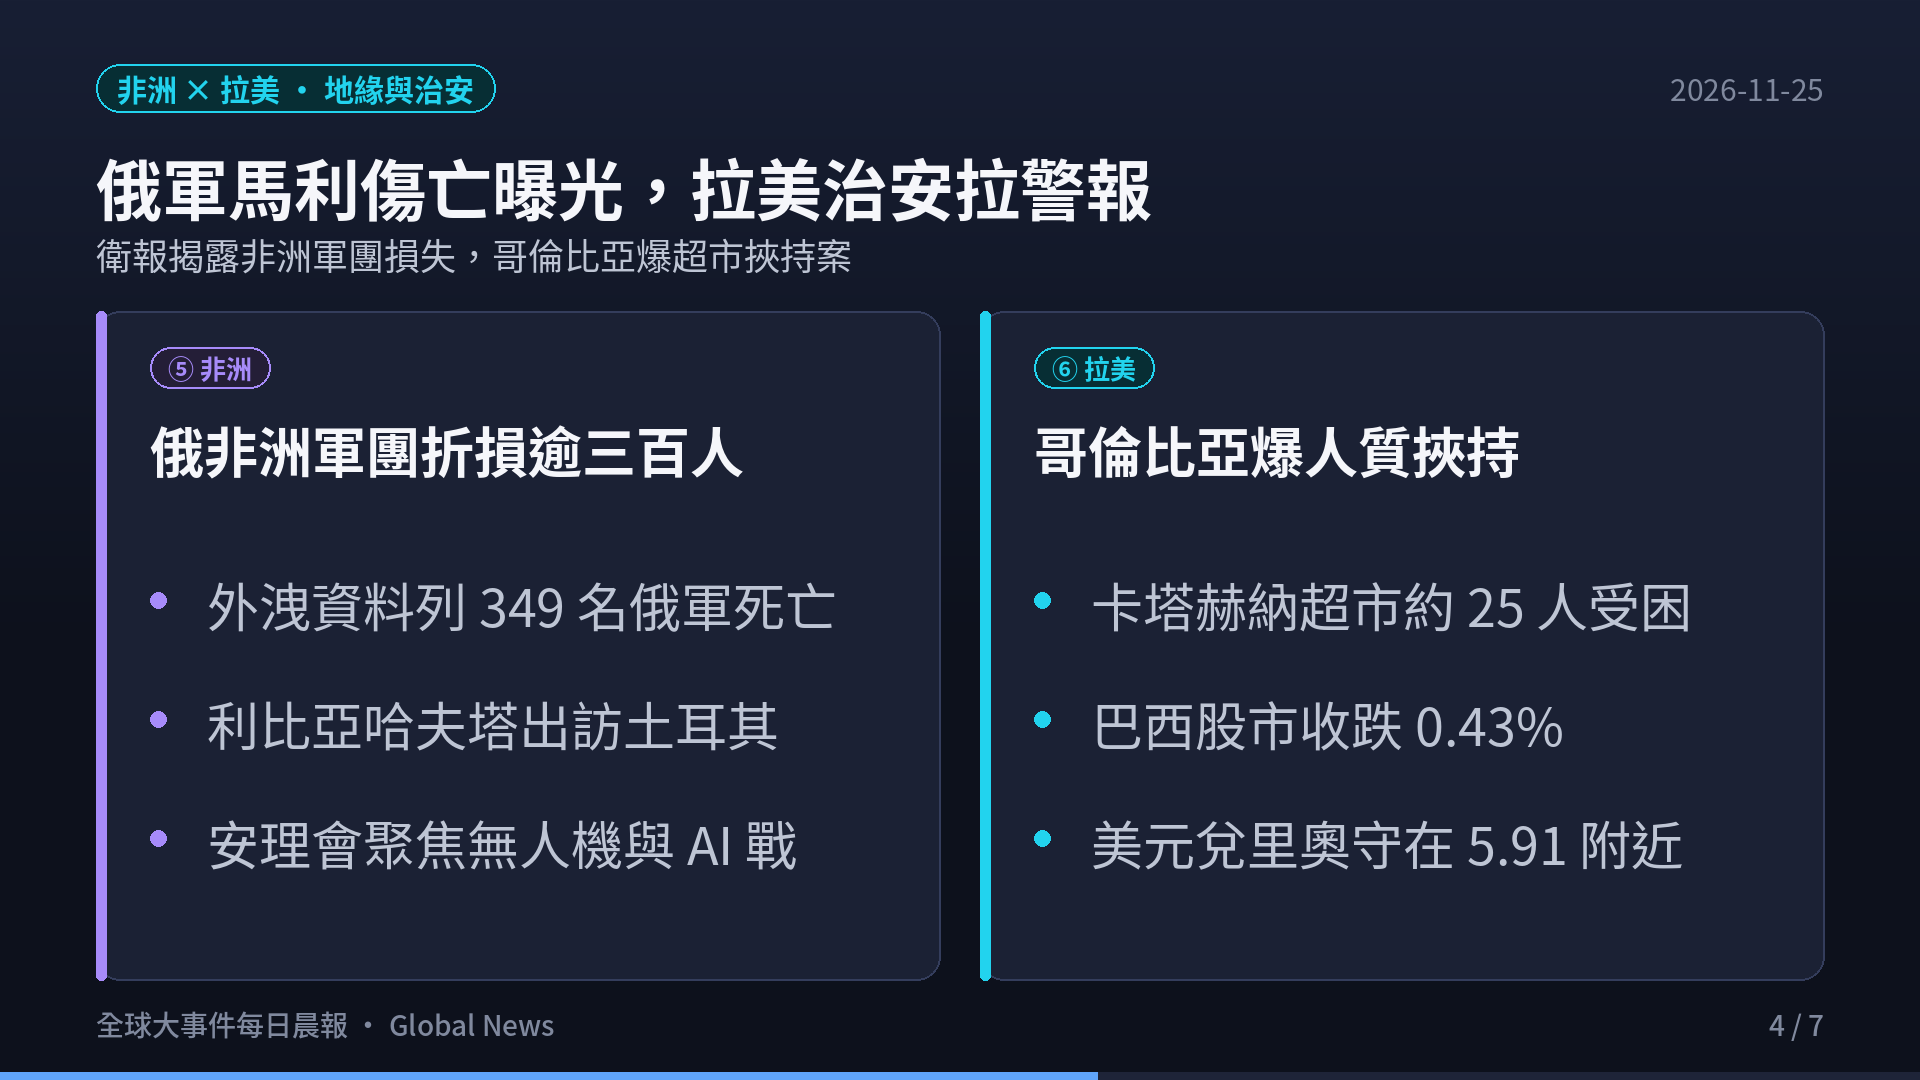 非洲 × 拉美 · 地緣與治安
2026-11-25
俄軍馬利傷亡曝光，拉美治安拉警報
衛報揭露非洲軍團損失，哥倫比亞爆超市挾持案
⑤ 非洲
俄非洲軍團折損逾三百人
外洩資料列 349 名俄軍死亡
利比亞哈夫塔出訪土耳其
安理會聚焦無人機與 AI 戰
⑥ 拉美
哥倫比亞爆人質挾持
卡塔赫納超市約 25 人受困
巴西股市收跌 0.43%
美元兌里奧守在 5.91 附近
全球大事件每日晨報 · Global News
4 / 7